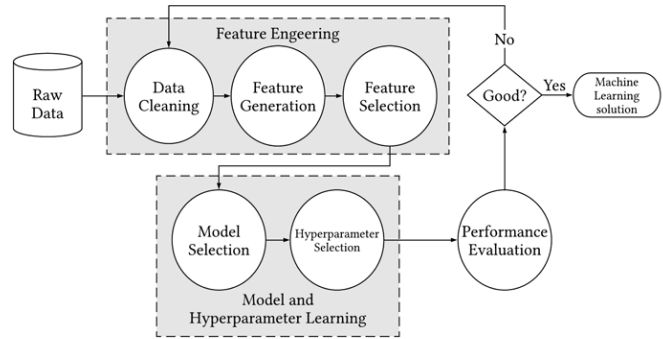 Feature Engeering
No
Raw
Data
Data
Cleaning
Feature
Generation
Feature
Selection
Good?
Yes
Machine
Learning
solution
Model
Selection
Hyperparameter
Selection
Performance
Evaluation
Model and
Hyperparameter Learning